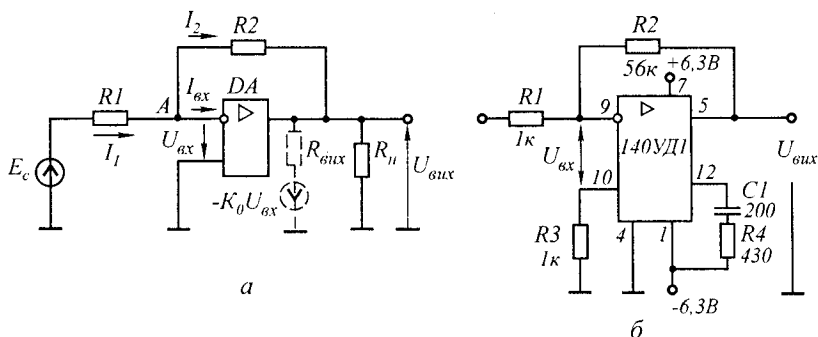 I2
R2
R1
A
Iвх
DA
I1
Uвх
Ec
Rвих
Rн
Uвих
-K0Uвх
а
R2
56к
+6,3В
7
R1
1к
9
5
140УД1
Uвх
Uвих
10
12
C1
200
R3
1к
R4
430
4
1
-6,3В
б